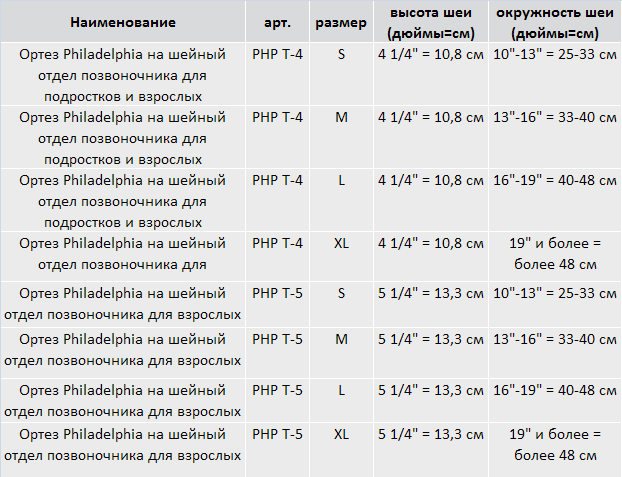 Наименование арт. размер высота шеи (дюймы=см) окружность шеи (дюймы=см)
Ортез Philadelphia на шейный
отдел позвоночника для
подростков и взрослых
PHP T-4 S 4 1/4" = 10,8 см 10"-13" = 25-33 см
Ортез Philadelphia на шейный
отдел позвоночника для
подростков и взрослых
PHP T-4 M 4 1/4" = 10,8 см 13"-16" = 33-40 см
Ортез Philadelphia на шейный
отдел позвоночника для
подростков и взрослых
PHP T-4 L 4 1/4" = 10,8 см 16"-19" = 40-48 см
Ортез Philadelphia на шейный
отдел позвоночника для
PHP T-4 XL 4 1/4" = 10,8 см 19" и более =
более 48 см
Ортез Philadelphia на шейный
отдел позвоночника для взрослых
PHP T-5 S 5 1/4" = 13,3 см 10"-13" = 25-33 см
Ортез Philadelphia на шейный
отдел позвоночника для взрослых
PHP T-5 M 5 1/4" = 13,3 см 13"-16" = 33-40 см
Ортез Philadelphia на шейный
отдел позвоночника для взрослых
PHP T-5 L 5 1/4" = 13,3 см 16"-19" = 40-48 см
Ортез Philadelphia на шейный
отдел позвоночника для взрослых
PHP T-5 XL 5 1/4" = 13,3 см 19" и более =
более 48 см